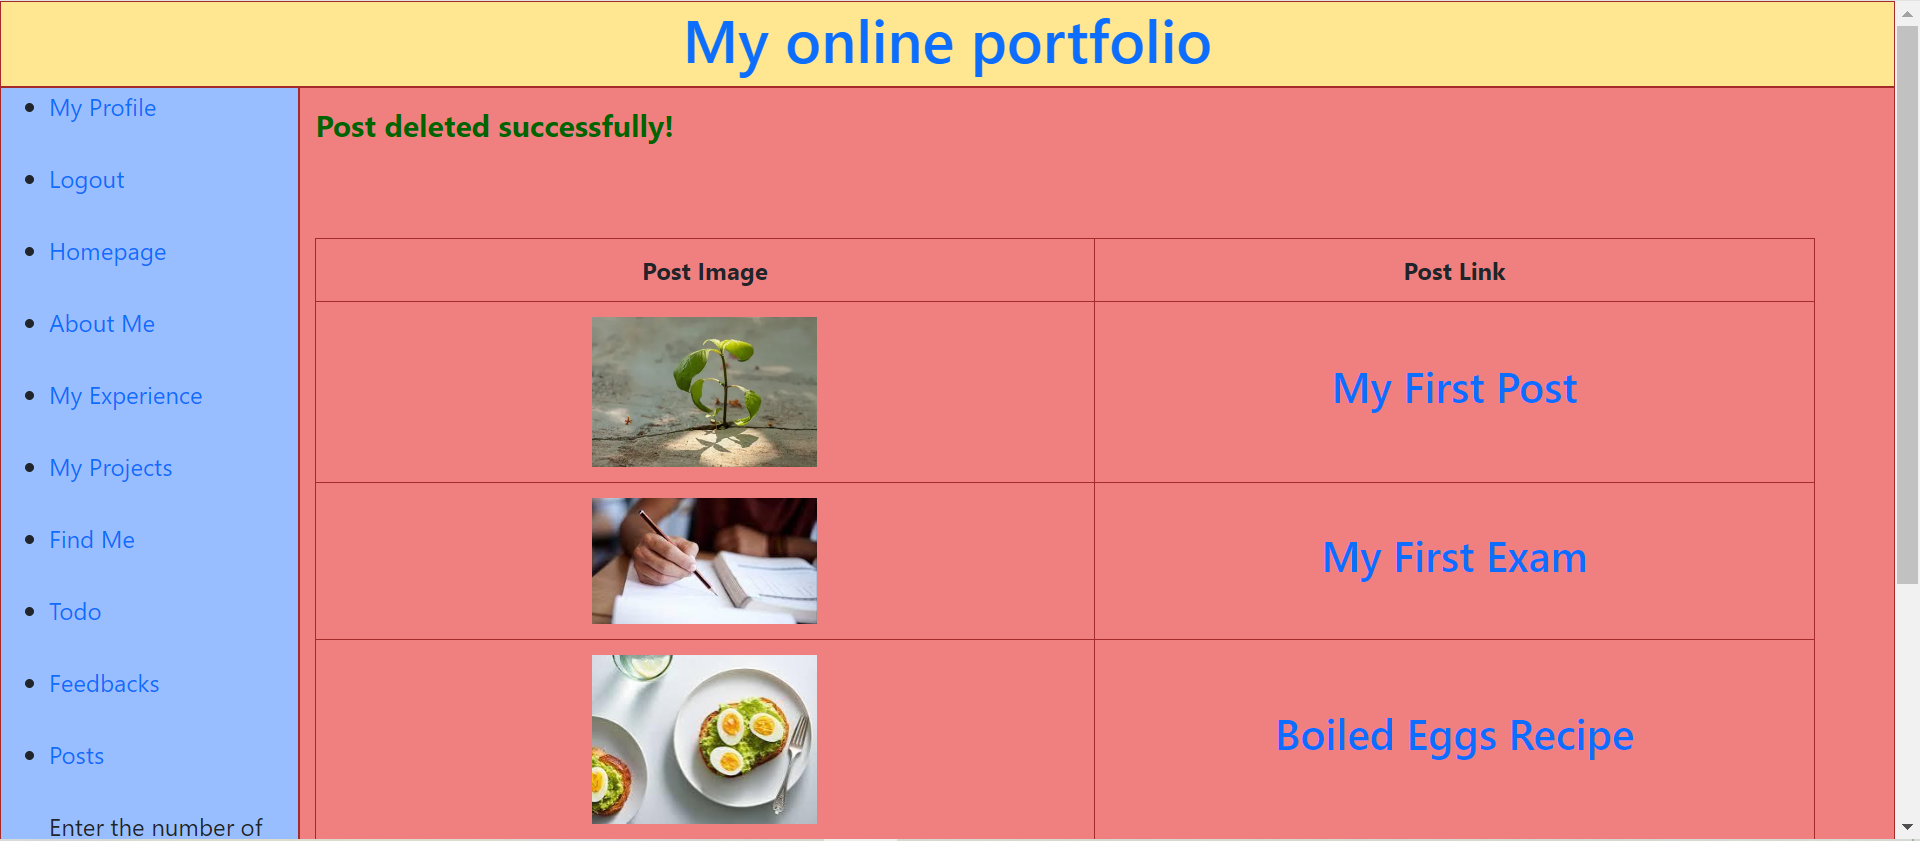 My online portfolio
My Profile
Logout
Homepage
About Me
My Experience
My Projects
Find Me
Todo
Feedbacks
Posts
Enter the number of
Post deleted successfully!
Post Image Post Link
My First Post
My First Exam
Boiled Eggs Recipe